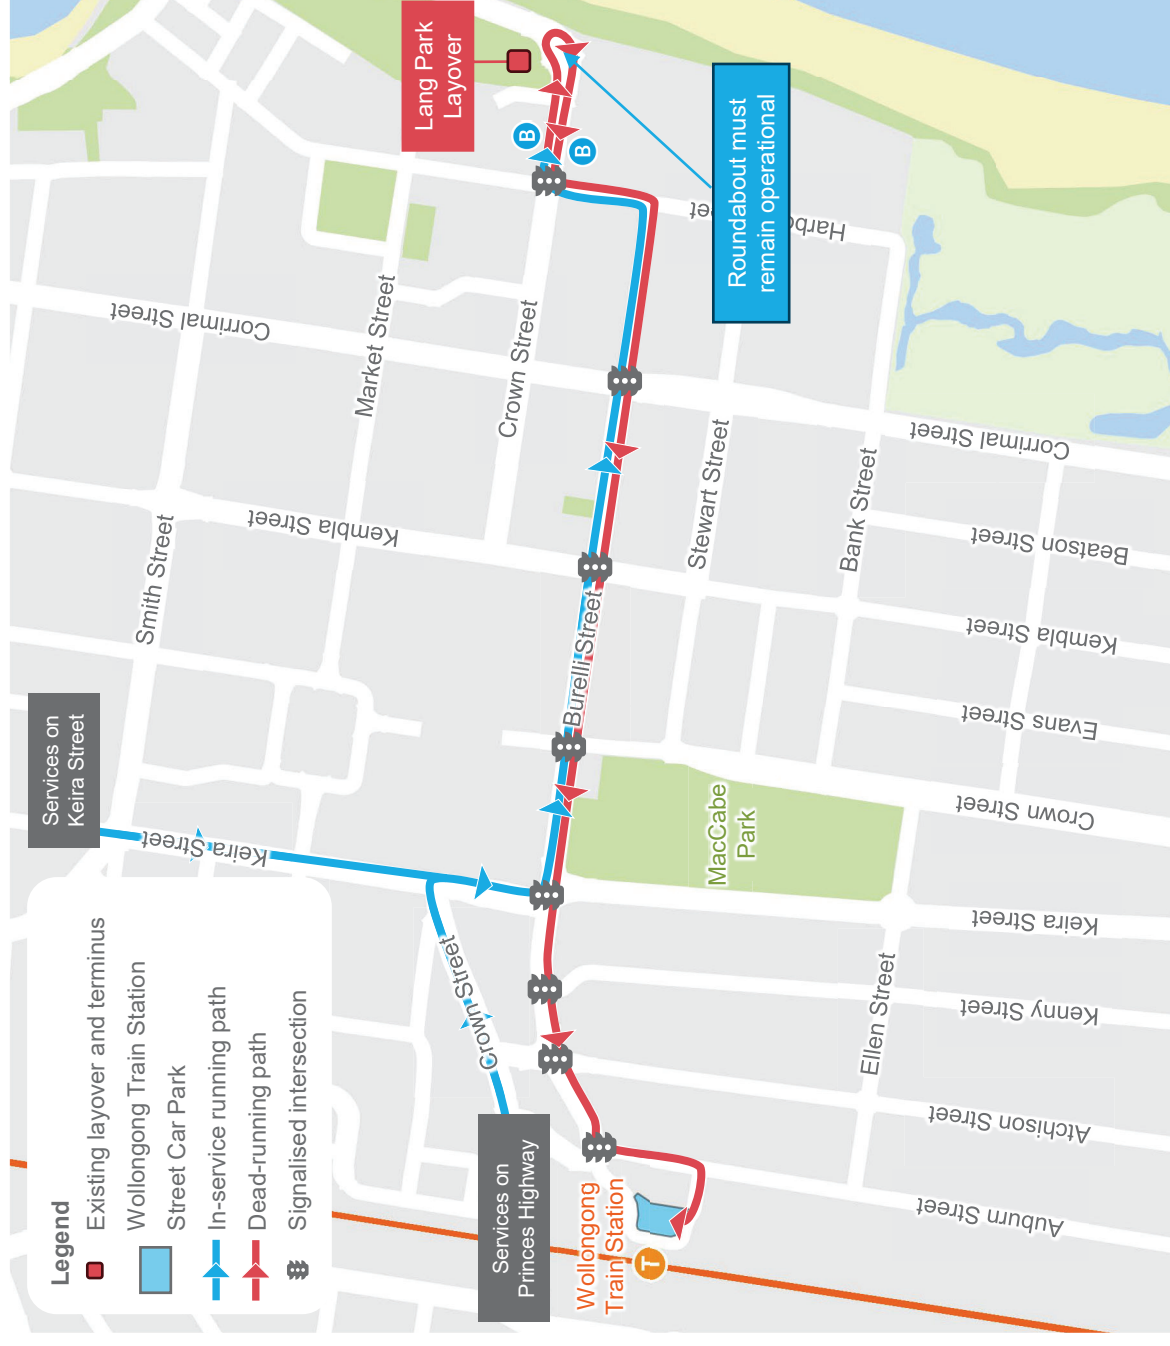 Legend
Existing layover and terminus
Wollongong Train Station
Street Car Park
In-service running path
Dead-running path
Signalised intersection
Services on
Keira Street
Services on
Princes Highway
Lang Park
Layover
Roundabout must
remain operational
B
B
T
Wollongong
Train Station
MacCabe
Park
Smith Street
Market Street
Crown Street
Crown Street
Burelli Street
Stewart Street
Bank Street
Ellen Street
Keira Street
Kembla Street
Corrimal Street
Corrimal Street
Beatson Street
Kembla Street
Evans Street
Crown Street
Keira Street
Kenny Street
Atchison Street
Auburn Street